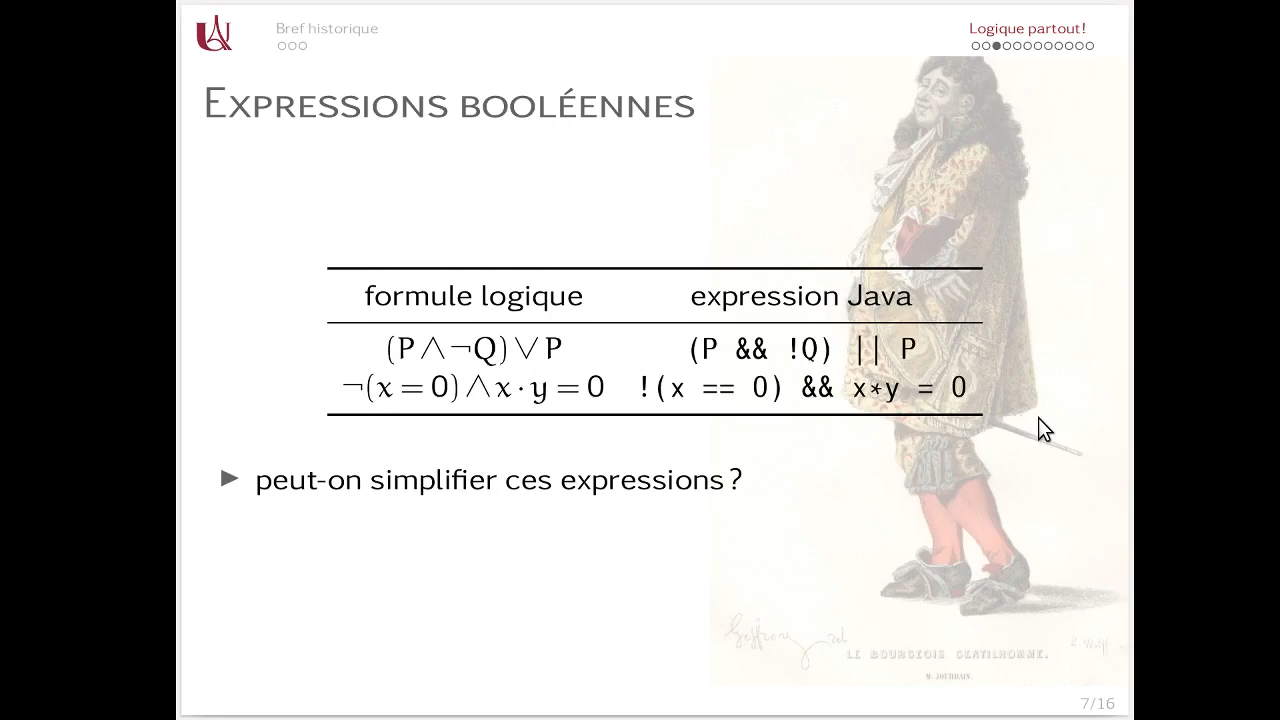 Bref historique
Logique partout!
Expressions booléennes
formule logique expression Java
(P ∧ ¬Q) ∨ P (P && !Q) || P
¬(x = 0) ∧ x · y = 0 !(x == 0) && x*y = 0
▶ peut-on simplifier ces expressions ?
LE BOURGEOIS GENTILHOMME.
M. JOURDAIN.
7/16